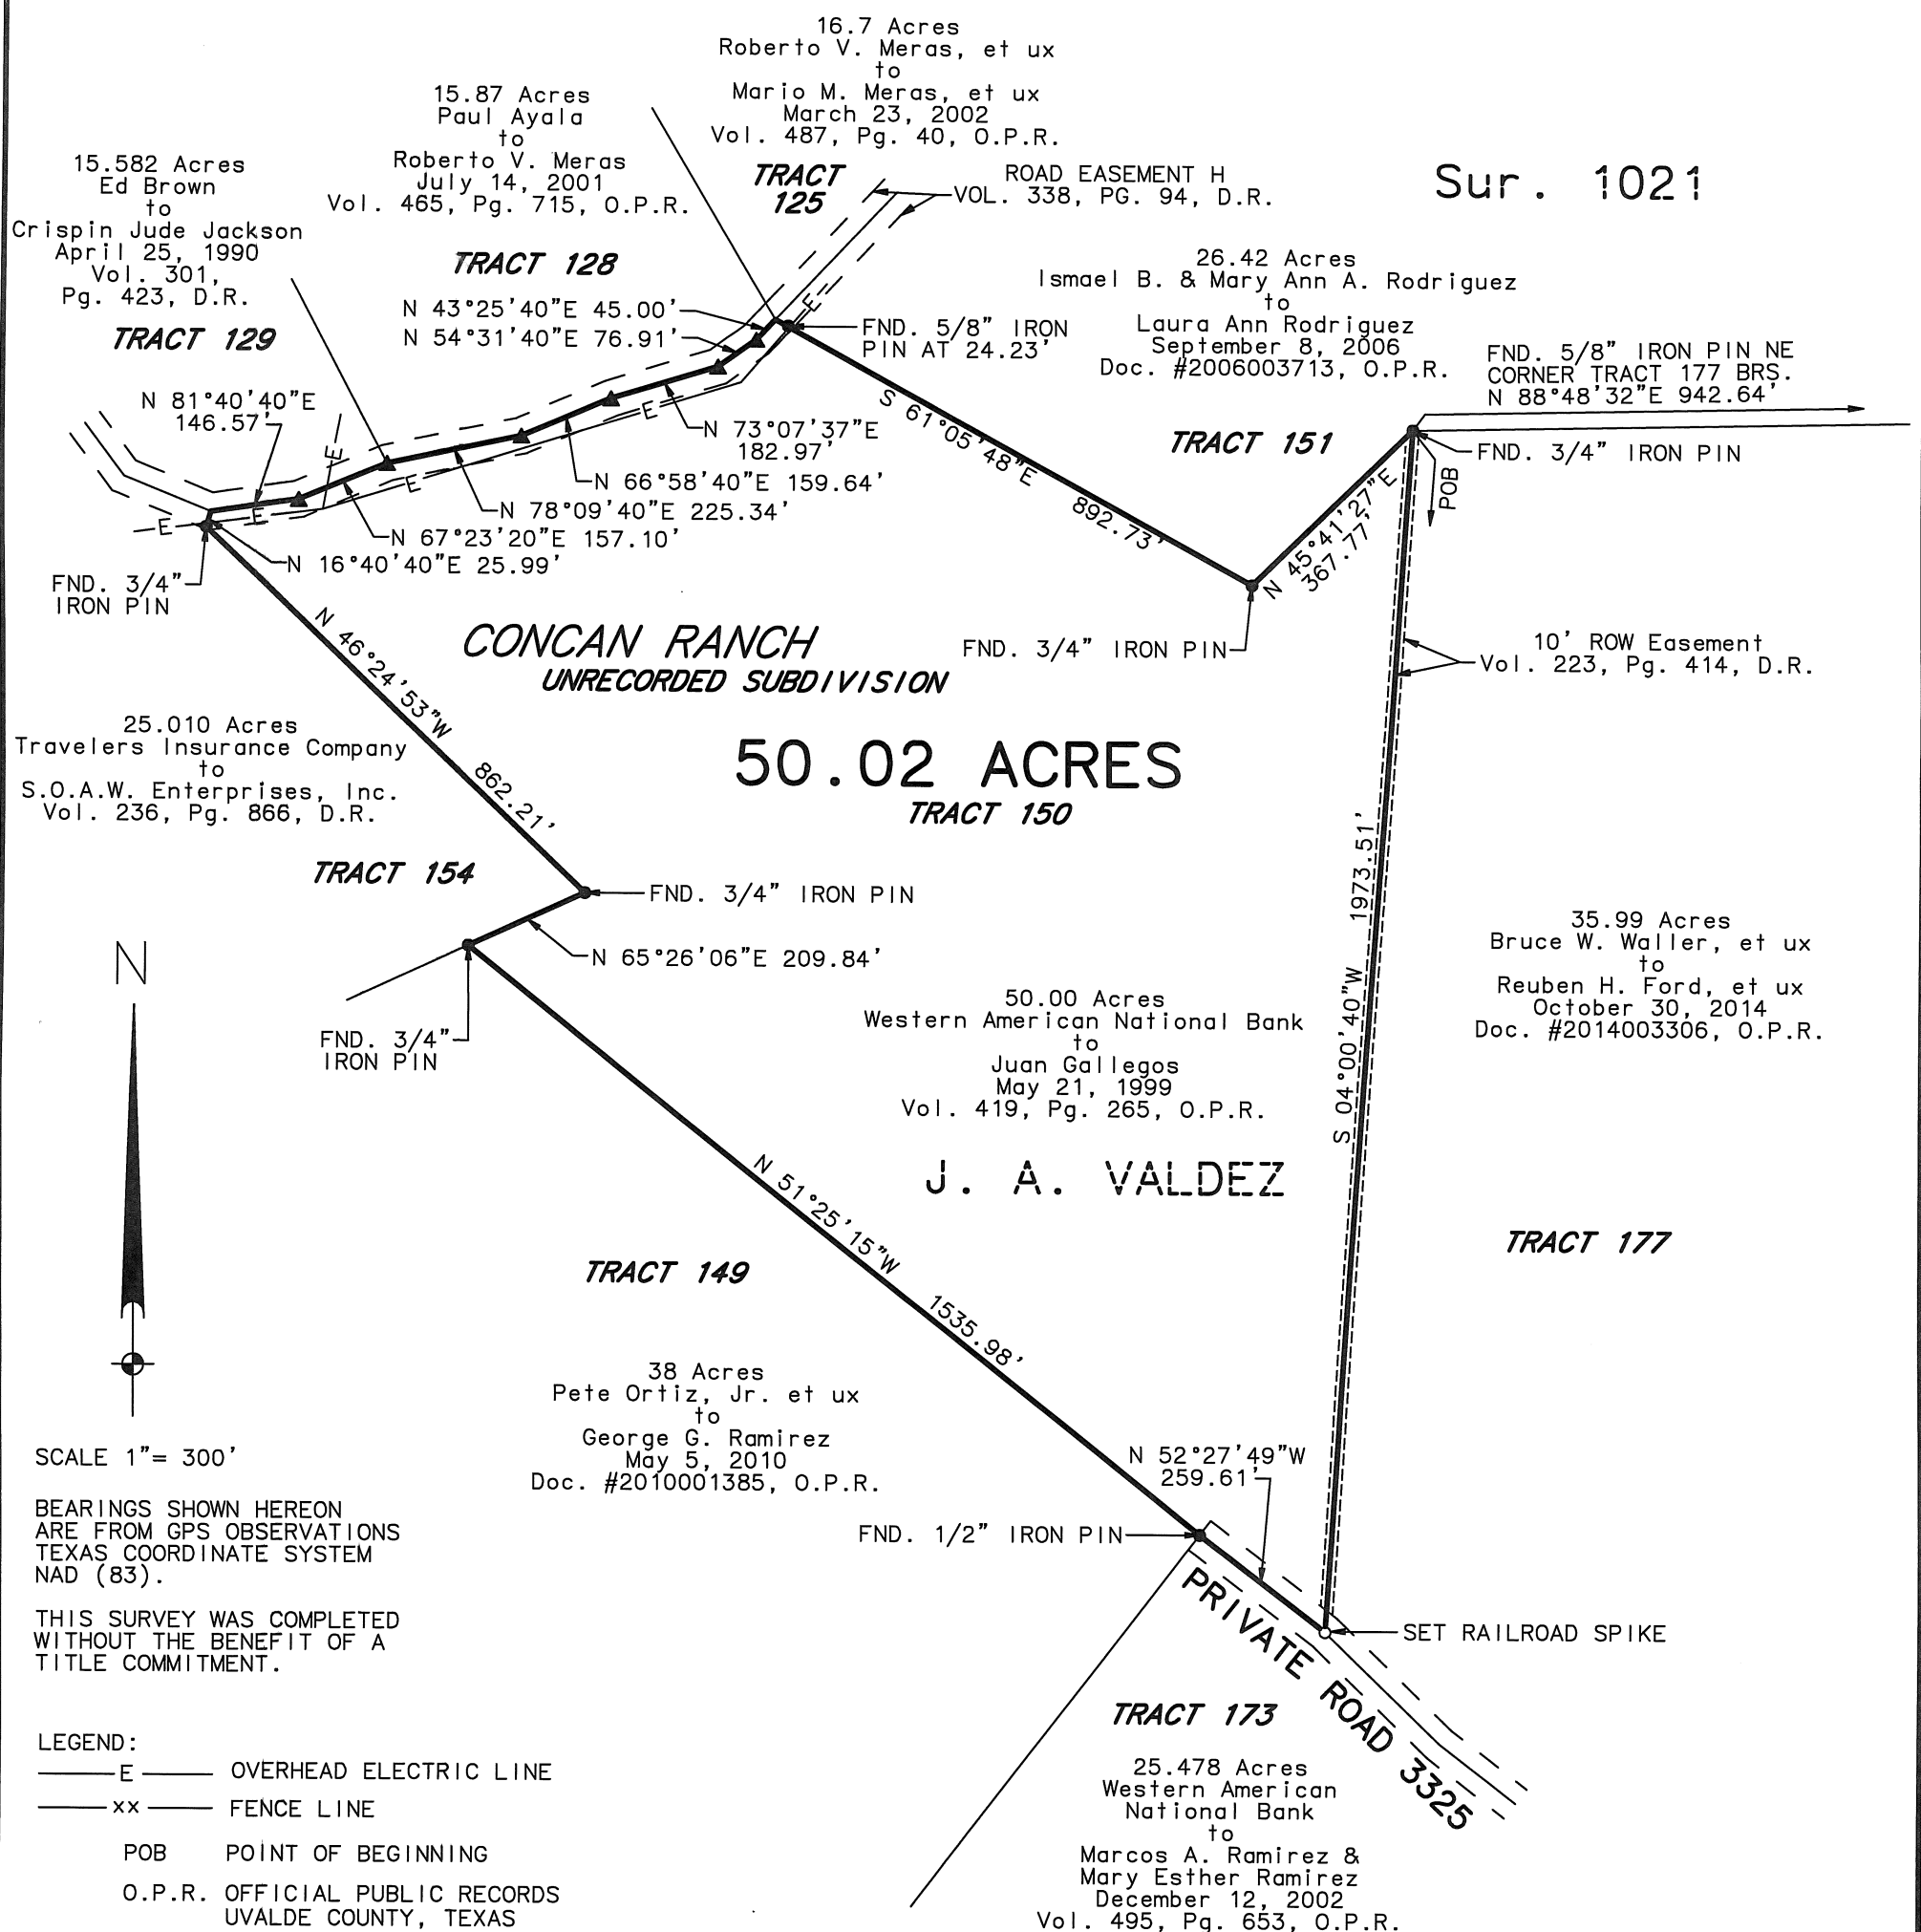 16.7 Acres
Roberto V. Meras, et ux
to
Mario M. Meras, et ux
March 23, 2002
Vol. 487, Pg. 40, O.P.R.
TRACT
125
15.87 Acres
Paul Ayala
to
Roberto V. Meras
July 14, 2001
Vol. 465, Pg. 715, O.P.R.
TRACT 128
15.582 Acres
Ed Brown
to
Crispin Jude Jackson
April 25, 1990
Vol. 301,
Pg. 423, D.R.
TRACT 129
ROAD EASEMENT H
VOL. 338, PG. 94, D.R.
Sur. 1021
26.42 Acres
Ismael B. & Mary Ann A. Rodriguez
to
Laura Ann Rodriguez
September 8, 2006
Doc. #2006003713, O.P.R.
TRACT 151
FND. 5/8" IRON PIN NE
CORNER TRACT 177 BRS.
N 88°48'32"E 942.64'
N 43°25'40"E 45.00'
N 54°31'40"E 76.91'
FND. 5/8" IRON
PIN AT 24.23'
N 81°40'40"E
146.57'
N 73°07'37"E
182.97'
N 66°58'40"E 159.64'
N 78°09'40"E 225.34'
N 67°23'20"E 157.10'
N 16°40'40"E 25.99'
E
E
E
E
E
E
S 61°05'48"E 892.73'
N 45°41'27"E
367.77'
FND. 3/4" IRON PIN
POB
FND. 3/4"
IRON PIN
FND. 3/4" IRON PIN
10' ROW Easement
Vol. 223, Pg. 414, D.R.
CONCAN RANCH
UNRECORDED SUBDIVISION
50.02 ACRES
TRACT 150
N 46°24'53"W 862.21'
25.010 Acres
Travelers Insurance Company
to
S.O.A.W. Enterprises, Inc.
Vol. 236, Pg. 866, D.R.
TRACT 154
FND. 3/4" IRON PIN
N 65°26'06"E 209.84'
FND. 3/4"
IRON PIN
N
S 04°00'40"W 1973.51'
35.99 Acres
Bruce W. Waller, et ux
to
Reuben H. Ford, et ux
October 30, 2014
Doc. #2014003306, O.P.R.
TRACT 177
50.00 Acres
Western American National Bank
to
Juan Gallegos
May 21, 1999
Vol. 419, Pg. 265, O.P.R.
J. A. VALDEZ
N 51°25'15"W 1535.98'
TRACT 149
38 Acres
Pete Ortiz, Jr. et ux
to
George G. Ramirez
May 5, 2010
Doc. #2010001385, O.P.R.
N 52°27'49"W
259.61'
FND. 1/2" IRON PIN
PRIVATE ROAD 3325
SET RAILROAD SPIKE
TRACT 173
25.478 Acres
Western American
National Bank
to
Marcos A. Ramirez &
Mary Esther Ramirez
December 12, 2002
Vol. 495, Pg. 653, O.P.R.
SCALE 1"= 300'
BEARINGS SHOWN HEREON
ARE FROM GPS OBSERVATIONS
TEXAS COORDINATE SYSTEM
NAD (83).
THIS SURVEY WAS COMPLETED
WITHOUT THE BENEFIT OF A
TITLE COMMITMENT.
LEGEND:
E OVERHEAD ELECTRIC LINE
xx FENCE LINE
POB POINT OF BEGINNING
O.P.R. OFFICIAL PUBLIC RECORDS
UVALDE COUNTY, TEXAS